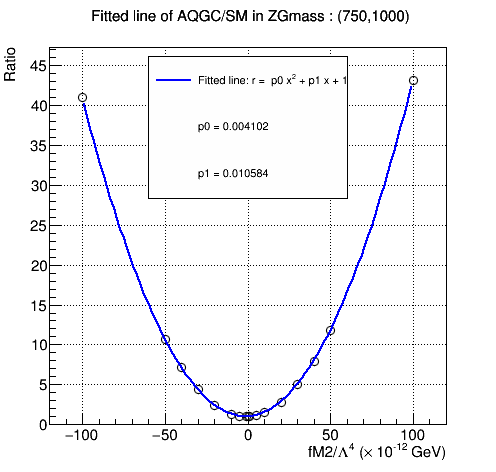 Fitted line of AQGC/SM in ZGmass : (750,1000)
Ratio
45
40
35
30
25
20
15
10
5
0
Fitted line: r = p0 x² + p1 x + 1
p0 = 0.004102
p1 = 0.010584
−100 −50 0 50 100
fM2/Λ⁴ (× 10⁻¹² GeV)